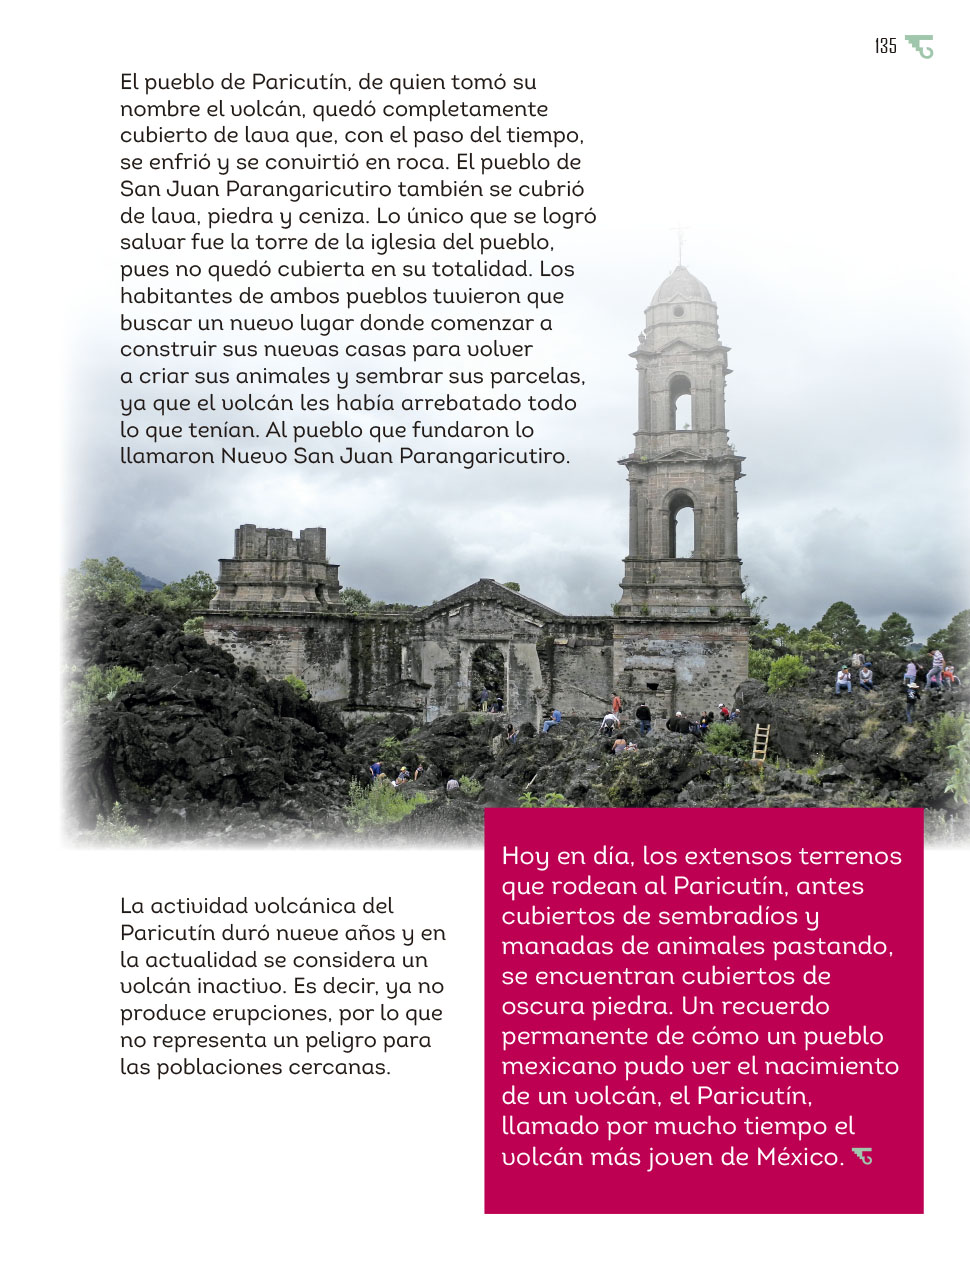 135
El pueblo de Paricutín, de quien tomó su
nombre el volcán, quedó completamente
cubierto de lava que, con el paso del tiempo,
se enfrió y se convirtió en roca. El pueblo de
San Juan Parangaricutiro también se cubrió
de lava, piedra y ceniza. Lo único que se logró
salvar fue la torre de la iglesia del pueblo,
pues no quedó cubierta en su totalidad. Los
habitantes de ambos pueblos tuvieron que
buscar un nuevo lugar donde comenzar a
construir sus nuevas casas para volver
a criar sus animales y sembrar sus parcelas,
ya que el volcán les había arrebatado todo
lo que tenían. Al pueblo que fundaron lo
llamaron Nuevo San Juan Parangaricutiro.
La actividad volcánica del
Paricutín duró nueve años y en
la actualidad se considera un
volcán inactivo. Es decir, ya no
produce erupciones, por lo que
no representa un peligro para
las poblaciones cercanas.
Hoy en día, los extensos terrenos
que rodean al Paricutín, antes
cubiertos de sembradíos y
manadas de animales pastando,
se encuentran cubiertos de
oscura piedra. Un recuerdo
permanente de cómo un pueblo
mexicano pudo ver el nacimiento
de un volcán, el Paricutín,
llamado por mucho tiempo el
volcán más joven de México.